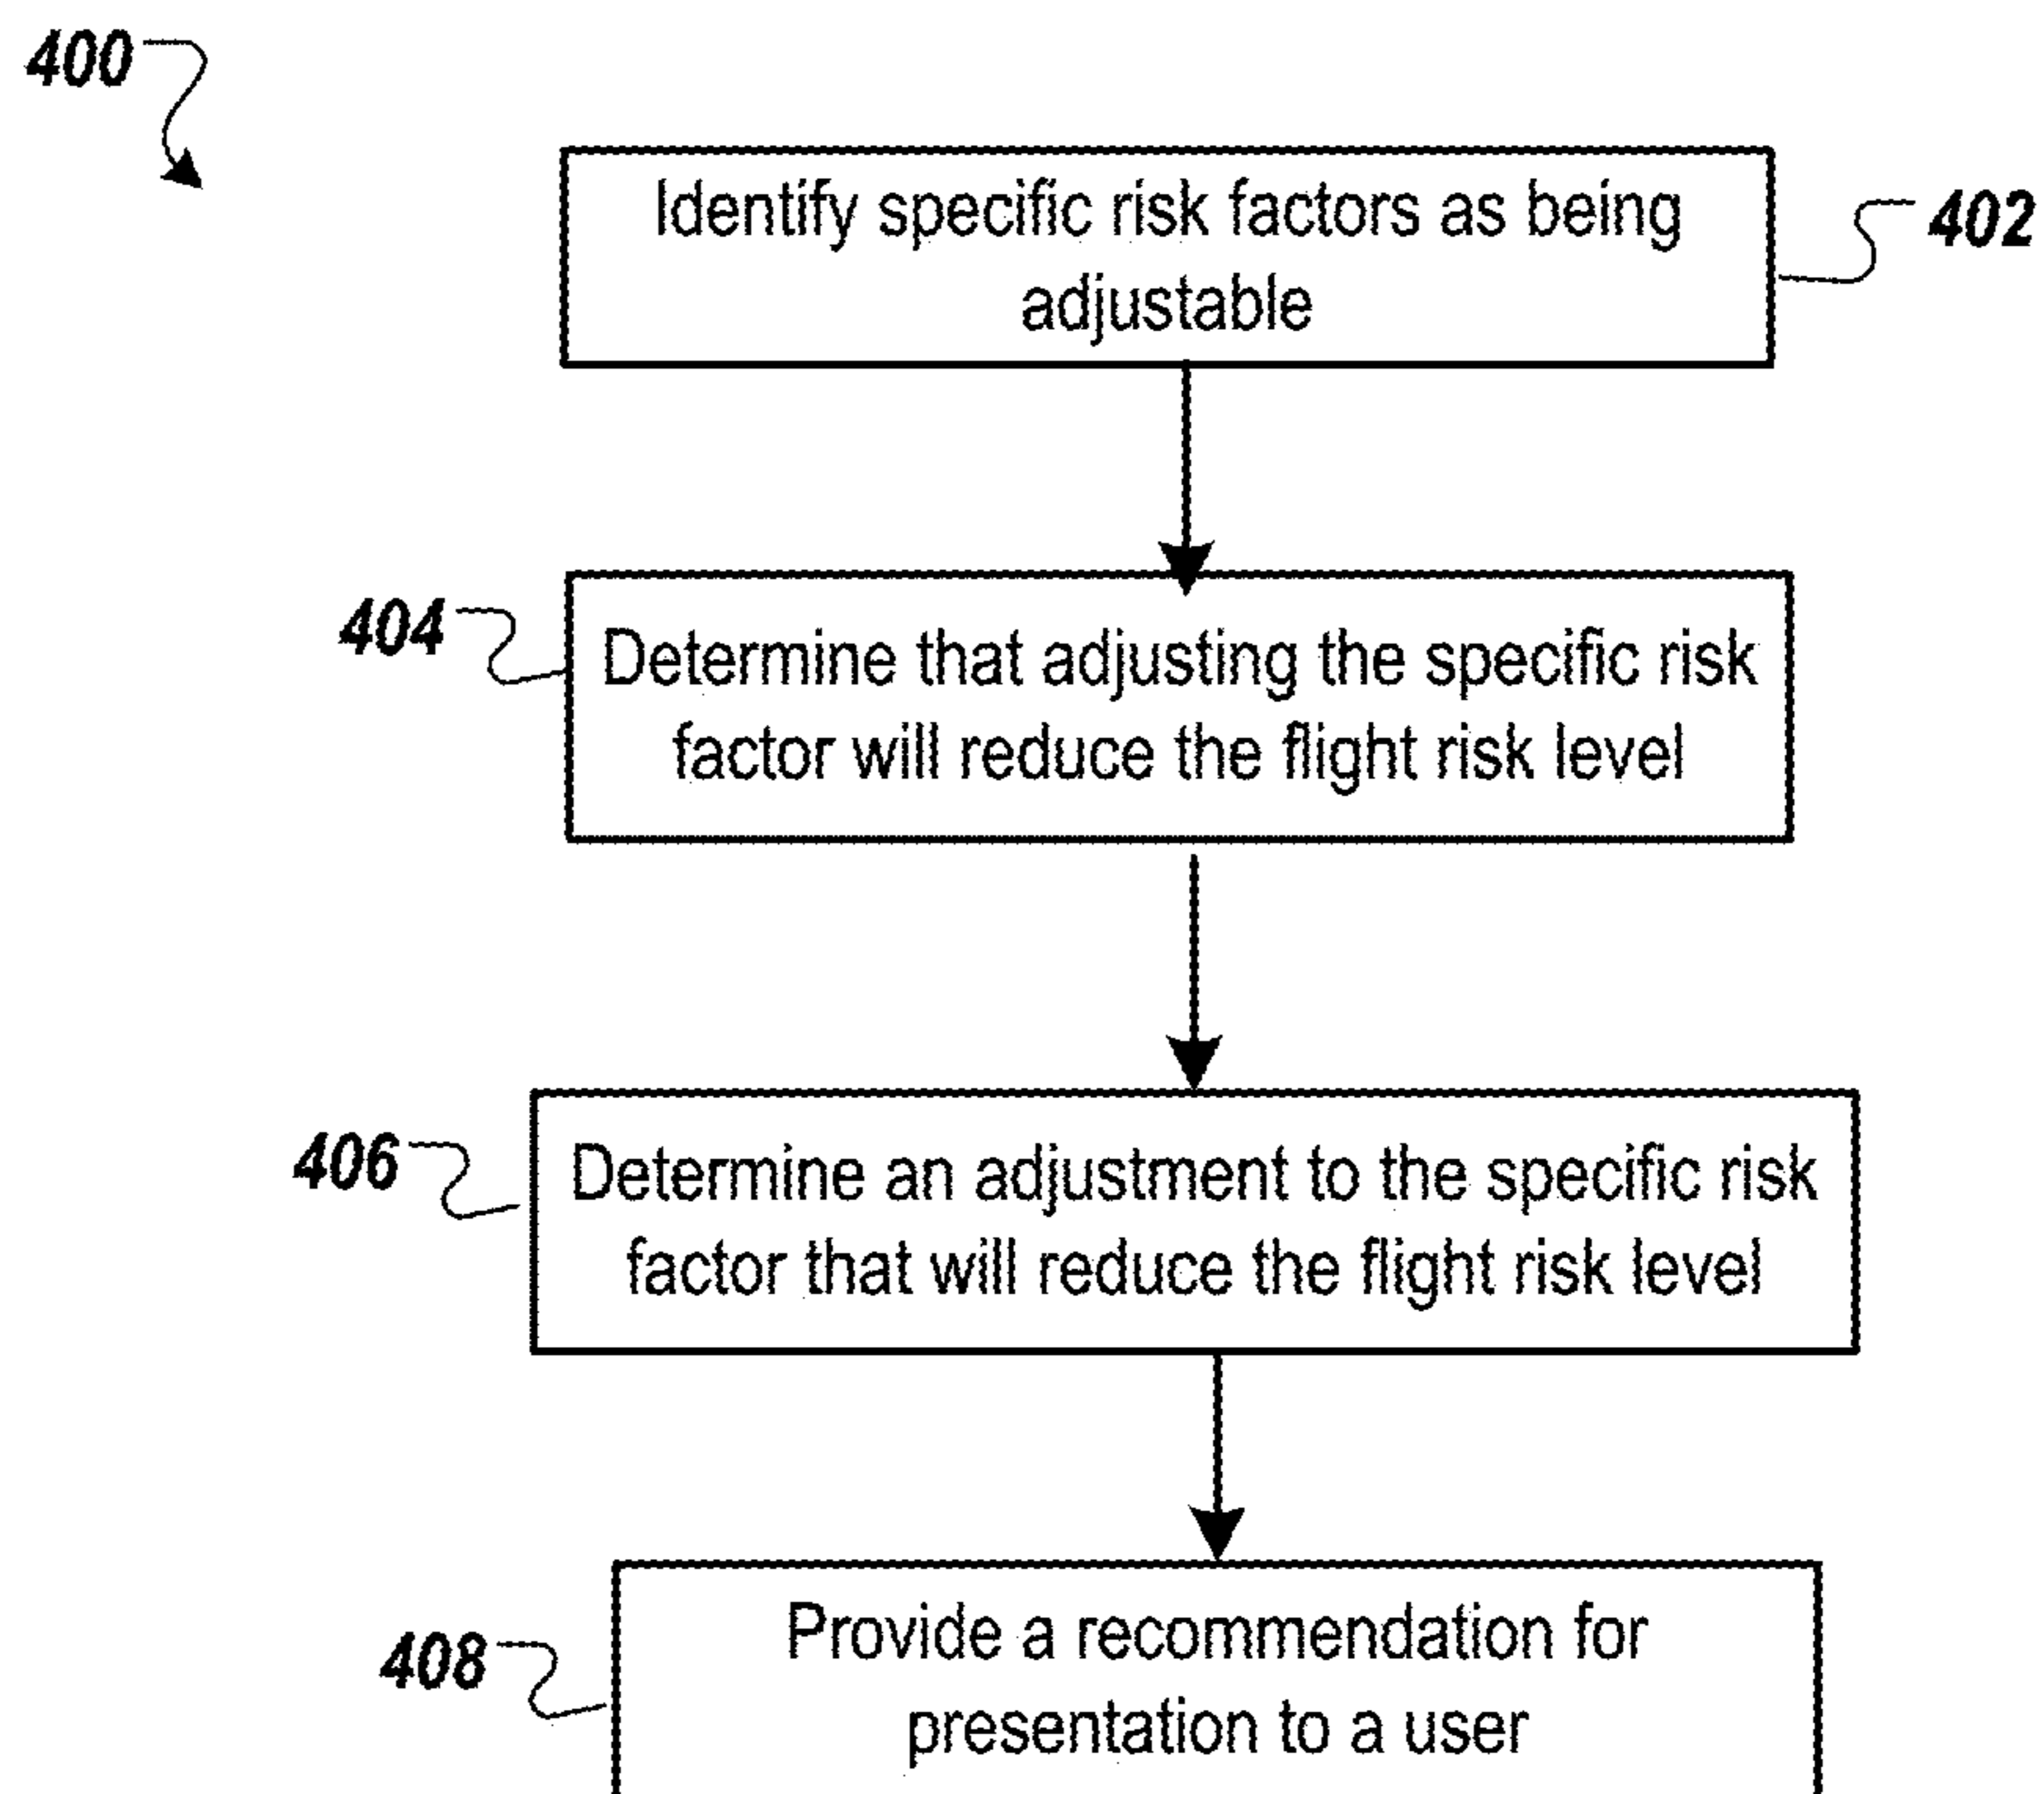 400
Identify specific risk factors as being
adjustable
402
404
Determine that adjusting the specific risk
factor will reduce the flight risk level
406
Determine an adjustment to the specific risk
factor that will reduce the flight risk level
408
Provide a recommendation for
presentation to a user